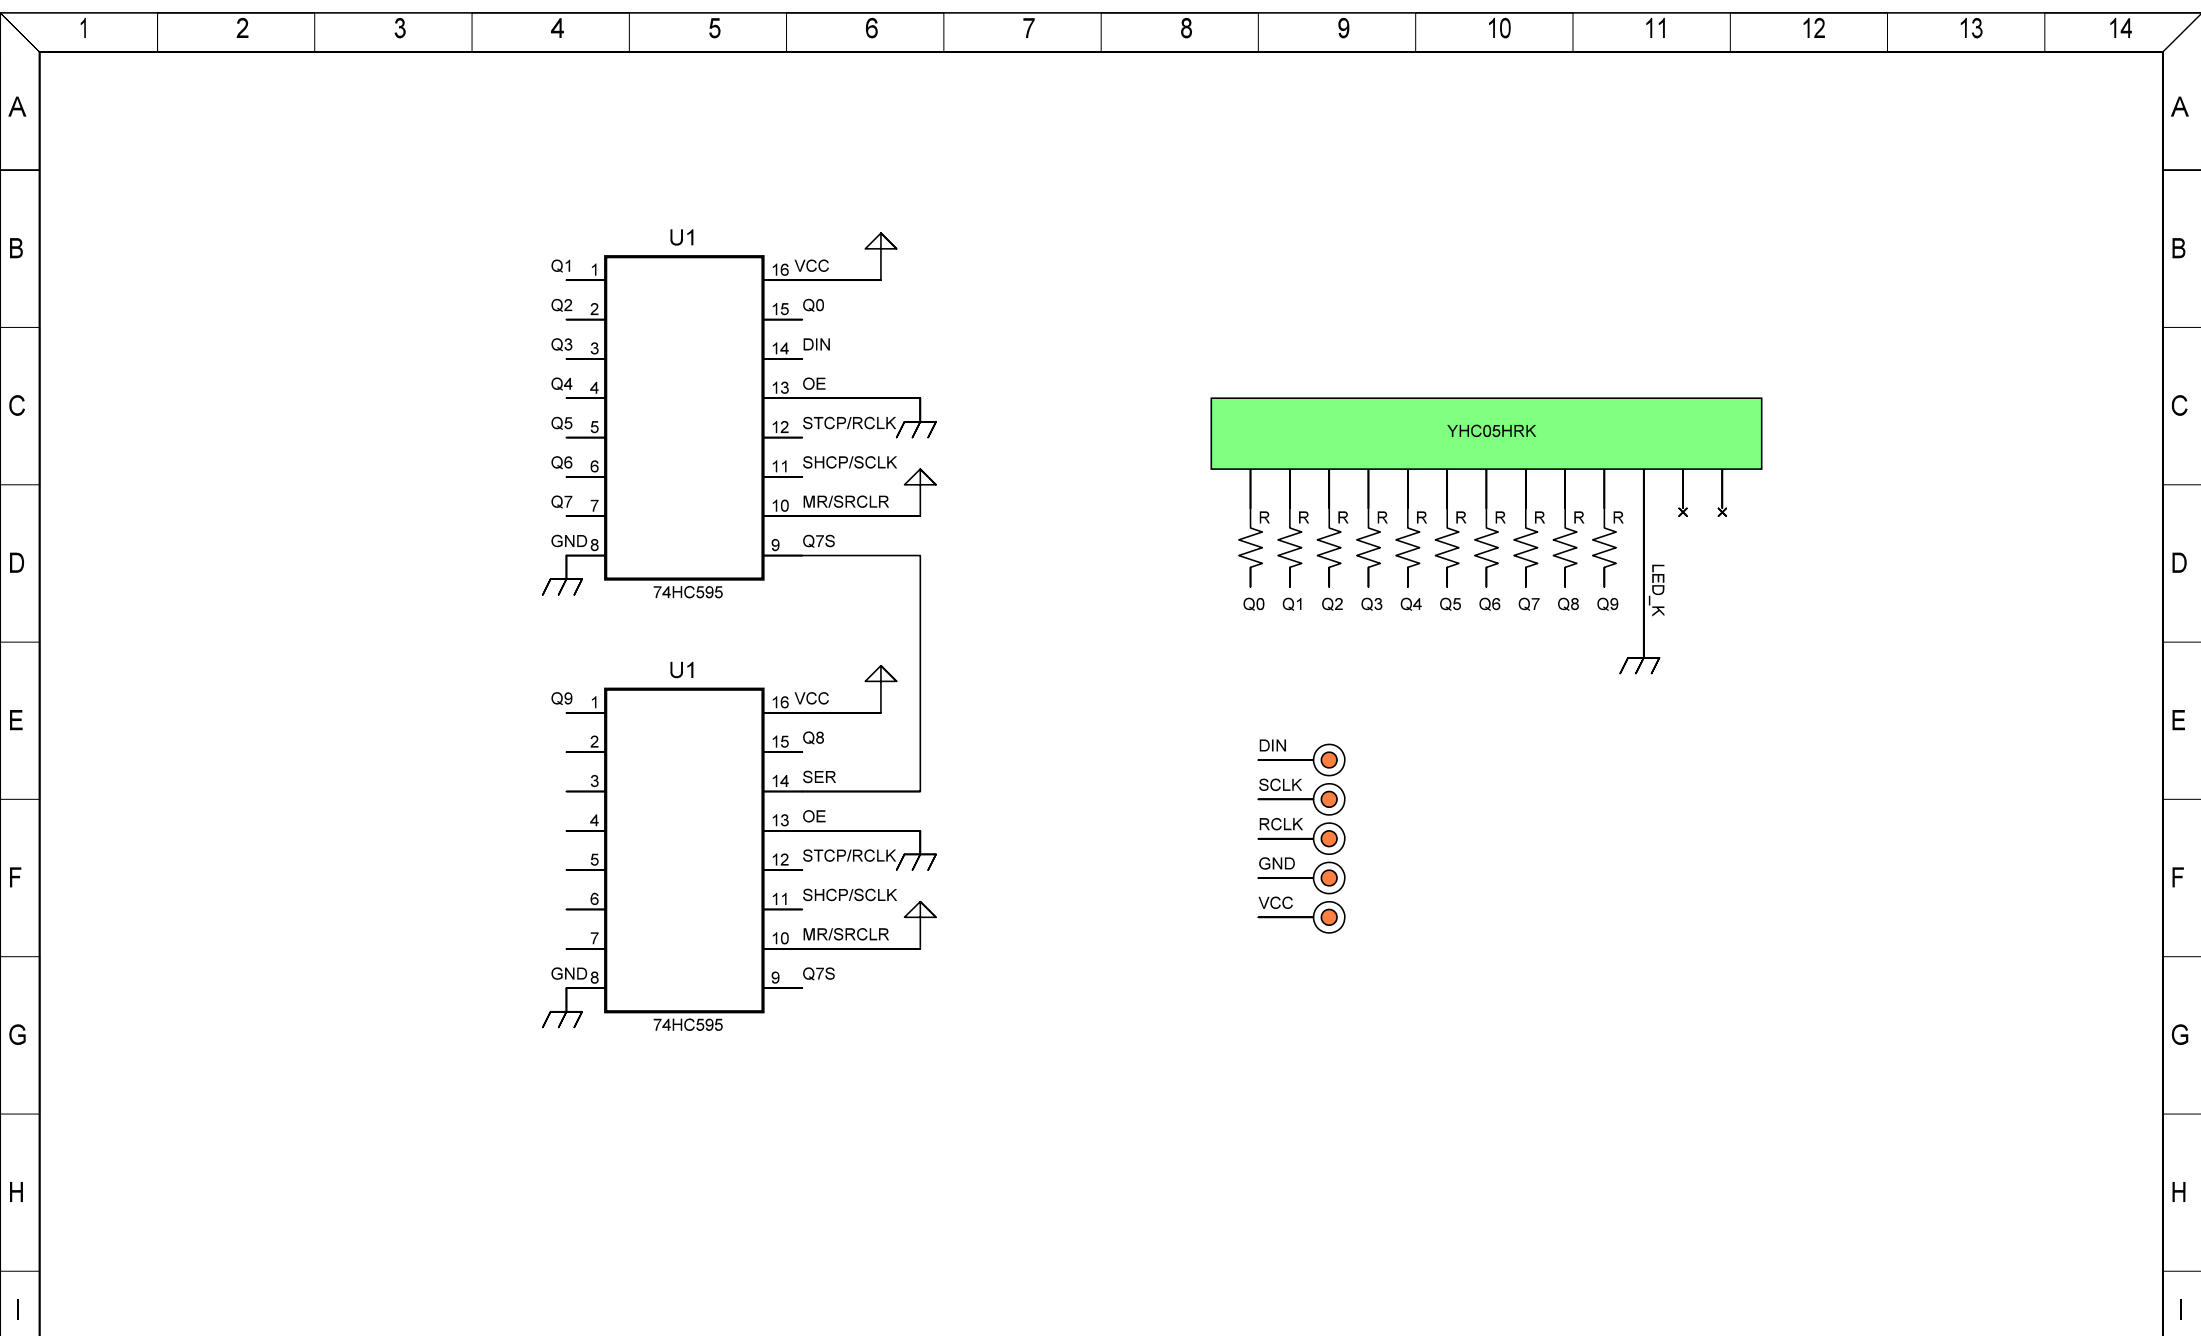 1 2 3 4 5 6 7 8 9 10 11 12 13 14
A A
B B
C C
D D
E E
F F
G G
H H
I I
U1
Q1 1 16 VCC
Q2 2 15 Q0
Q3 3 14 DIN
Q4 4 13 OE
Q5 5 12 STCP/RCLK
Q6 6 11 SHCP/SCLK
Q7 7 10 MR/SRCLR
GND 8 9 Q7S
74HC595
U1
Q9 1 16 VCC
2 15 Q8
3 14 SER
4 13 OE
5 12 STCP/RCLK
6 11 SHCP/SCLK
7 10 MR/SRCLR
GND 8 9 Q7S
74HC595
YHC05HRK
R R R R R R R R R R
Q0 Q1 Q2 Q3 Q4 Q5 Q6 Q7 Q8 Q9
LED_K
DIN
SCLK
RCLK
GND
VCC